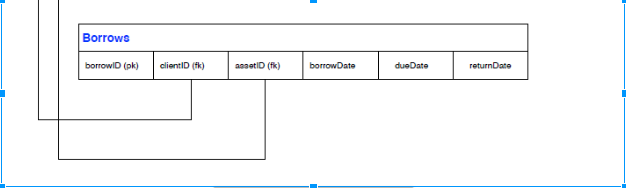 Borrows
borrowID (pk) clientID (fk) assetID (fk) borrowDate dueDate returnDate